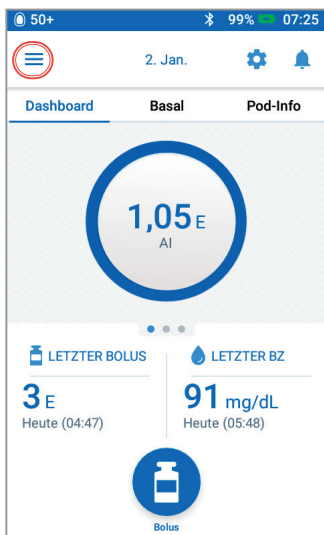 50+ 99% 07:25
2. Jan.
Dashboard Basal Pod-Info
1,05 E
AI
LETZTER BOLUS LETZTER BZ
3 E 91 mg/dL
Heute (04:47) Heute (05:48)
Bolus